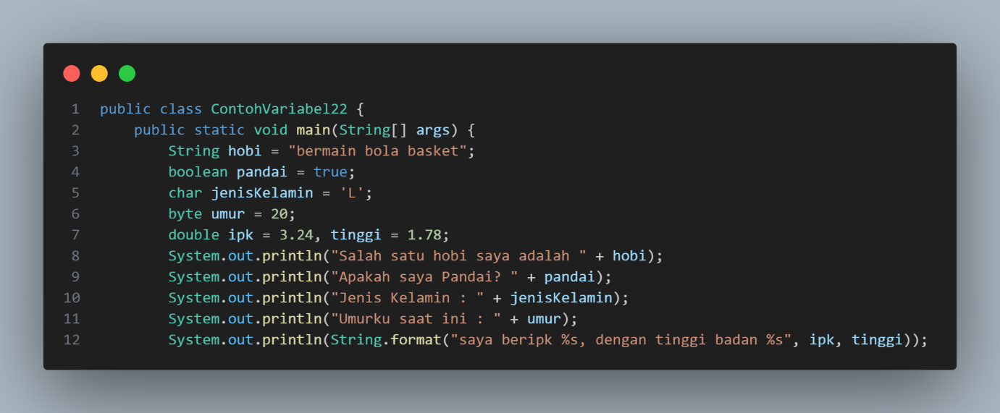 1 public class ContohVariabel22 {
2     public static void main(String[] args) {
3         String hobi = "bermain bola basket";
4         boolean pandai = true;
5         char jenisKelamin = 'L';
6         byte umur = 20;
7         double ipk = 3.24, tinggi = 1.78;
8         System.out.println("Salah satu hobi saya adalah " + hobi);
9         System.out.println("Apakah saya Pandai? " + pandai);
10         System.out.println("Jenis Kelamin : " + jenisKelamin);
11         System.out.println("Umurku saat ini : " + umur);
12         System.out.println(String.format("saya beripk %s, dengan tinggi badan %s", ipk, tinggi));